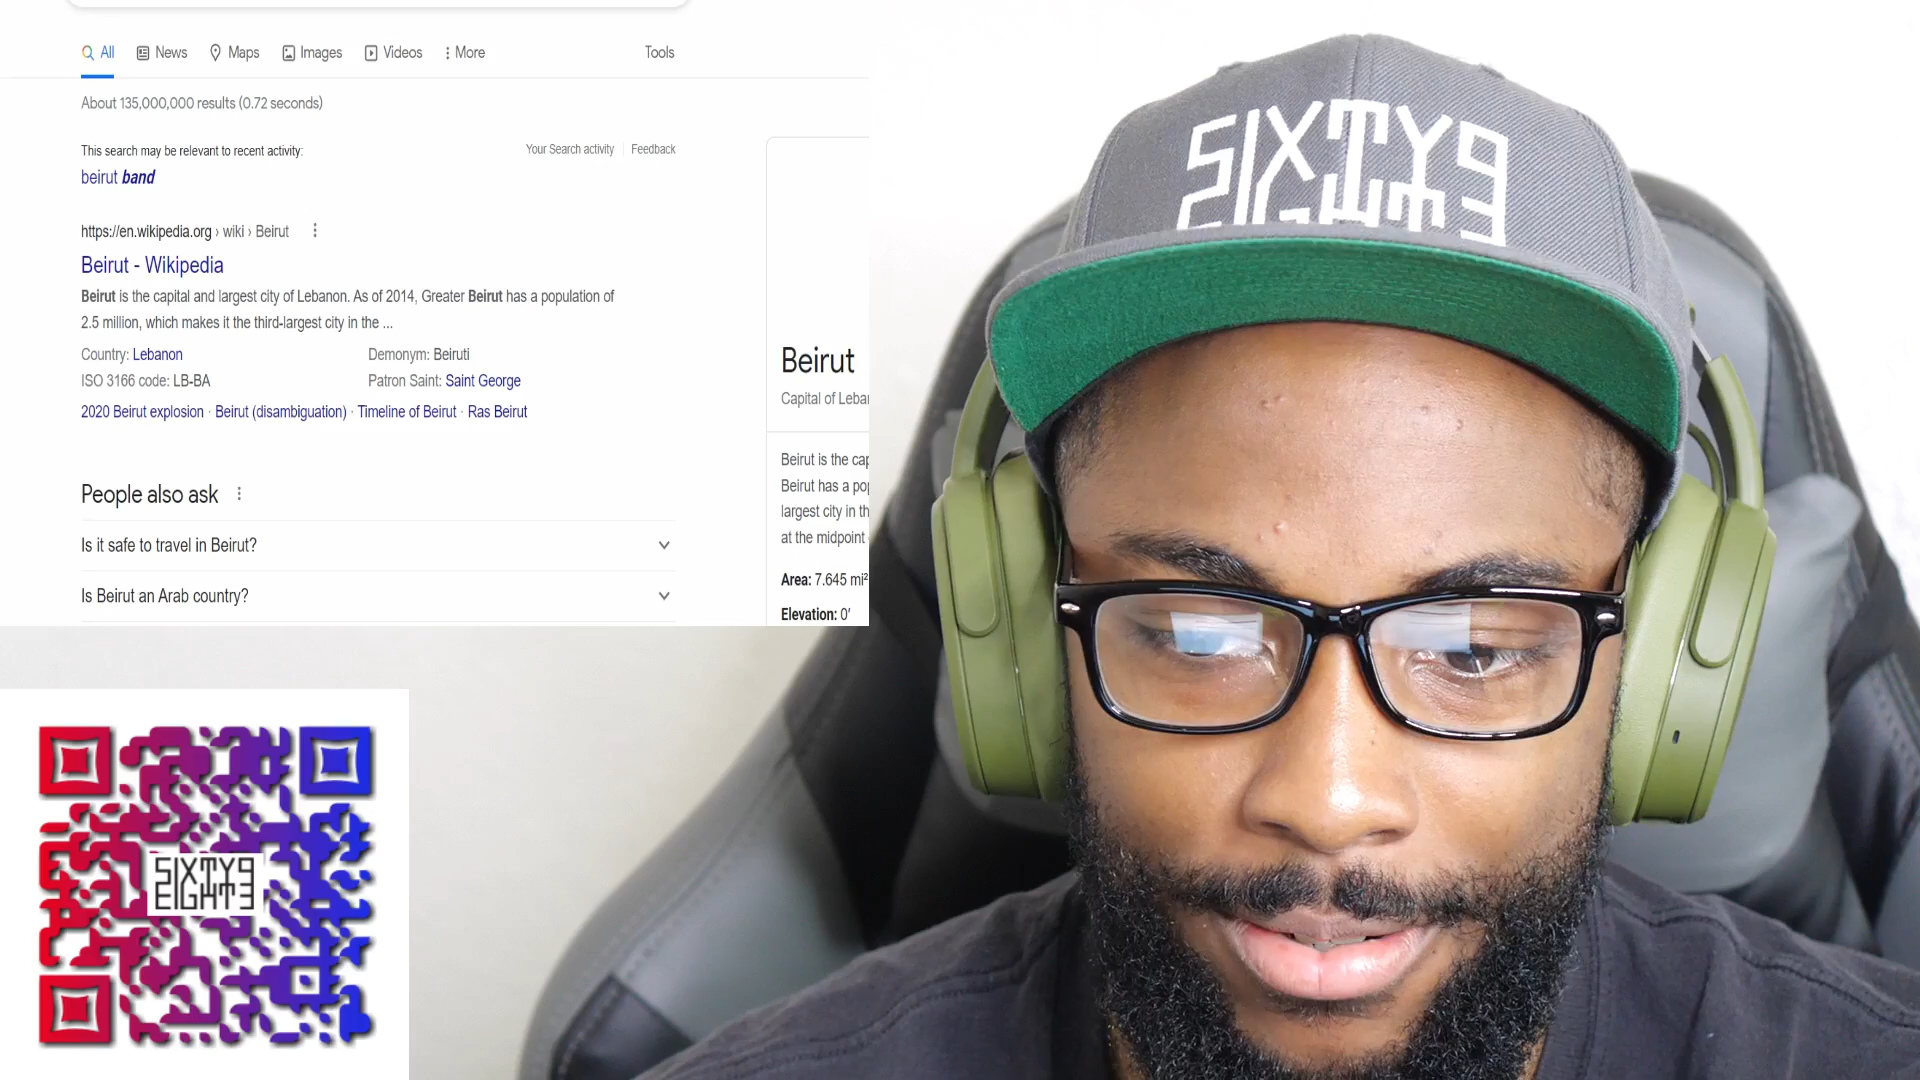 All News Maps Images Videos More Tools
About 135,000,000 results (0.72 seconds)
This search may be relevant to recent activity: Your Search activity Feedback
beirut band
https://en.wikipedia.org › wiki › Beirut
Beirut - Wikipedia
Beirut is the capital and largest city of Lebanon. As of 2014, Greater Beirut has a population of
2.5 million, which makes it the third-largest city in the ...
Country: Lebanon Demonym: Beiruti
ISO 3166 code: LB-BA Patron Saint: Saint George
2020 Beirut explosion · Beirut (disambiguation) · Timeline of Beirut · Ras Beirut
People also ask
Is it safe to travel in Beirut?
Is Beirut an Arab country?
Beirut
Capital of Leba
Beirut is the cap
Beirut has a pop
largest city in th
at the midpoint
Area: 7.645 mi²
Elevation: 0′
SIXTY9
EIGHT3
SIXTY9
EIGHT3